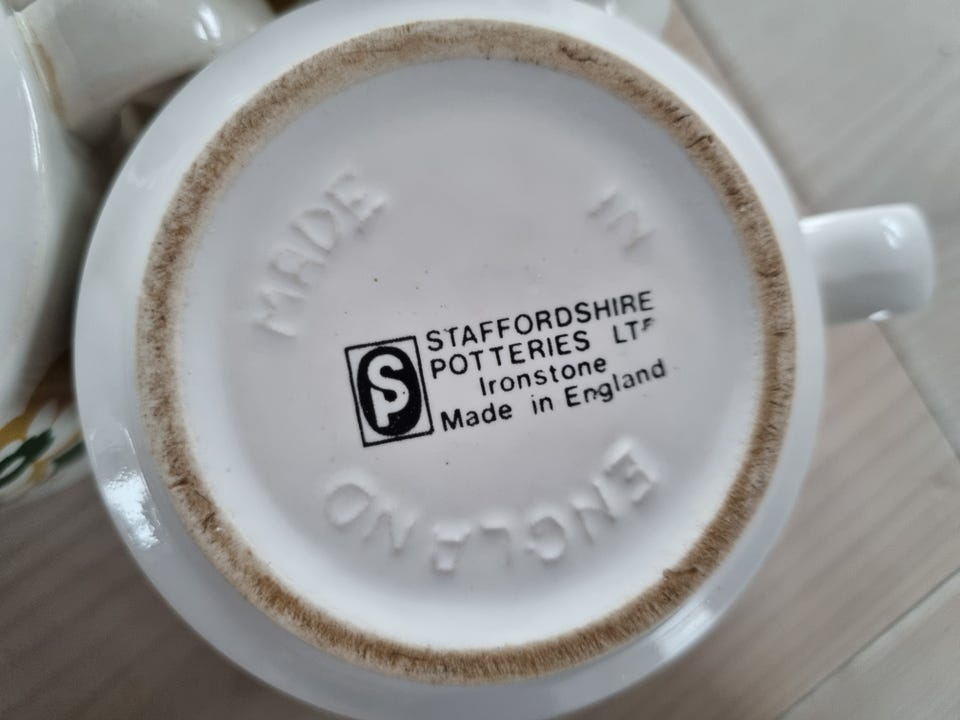 MADE IN
STAFFORDSHIRE
POTTERIES LTD
Ironstone
Made in England
SP
ENGLAND